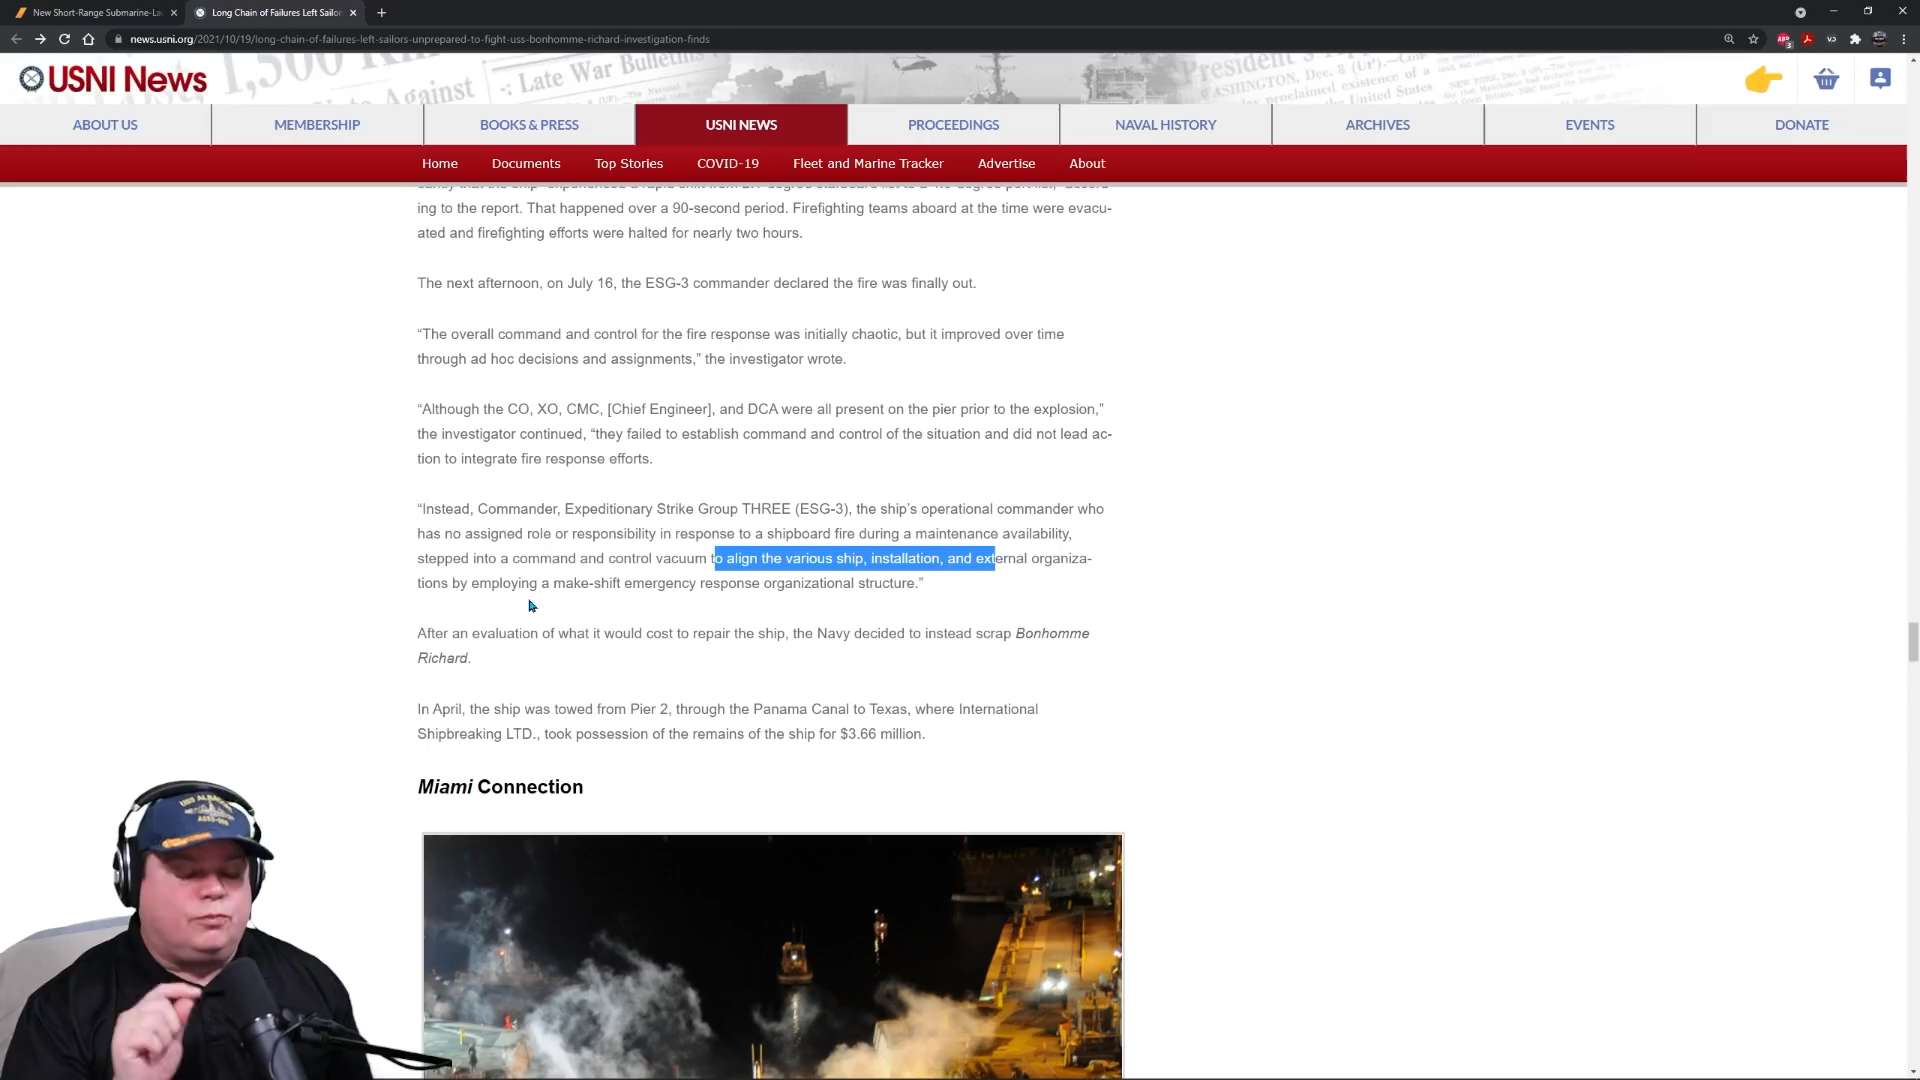 New Short-Range Submarine-La
Long Chain of Failures Left Sailor
news.usni.org/2021/10/19/long-chain-of-failures-left-sailors-unprepared-to-fight-uss-bonhomme-richard-investigation-finds
USNI News
Late War Bulletins
President's
Against
ABOUT US
MEMBERSHIP
BOOKS & PRESS
USNI NEWS
PROCEEDINGS
NAVAL HISTORY
ARCHIVES
EVENTS
DONATE
Home
Documents
Top Stories
COVID-19
Fleet and Marine Tracker
Advertise
About
ing to the report. That happened over a 90-second period. Firefighting teams aboard at the time were evacu-
ated and firefighting efforts were halted for nearly two hours.
The next afternoon, on July 16, the ESG-3 commander declared the fire was finally out.
“The overall command and control for the fire response was initially chaotic, but it improved over time
through ad hoc decisions and assignments,” the investigator wrote.
“Although the CO, XO, CMC, [Chief Engineer], and DCA were all present on the pier prior to the explosion,”
the investigator continued, “they failed to establish command and control of the situation and did not lead ac-
tion to integrate fire response efforts.
“Instead, Commander, Expeditionary Strike Group THREE (ESG-3), the ship’s operational commander who
has no assigned role or responsibility in response to a shipboard fire during a maintenance availability,
stepped into a command and control vacuum to align the various ship, installation, and external organiza-
tions by employing a make-shift emergency response organizational structure.”
After an evaluation of what it would cost to repair the ship, the Navy decided to instead scrap Bonhomme
Richard.
In April, the ship was towed from Pier 2, through the Panama Canal to Texas, where International
Shipbreaking LTD., took possession of the remains of the ship for $3.66 million.
Miami Connection